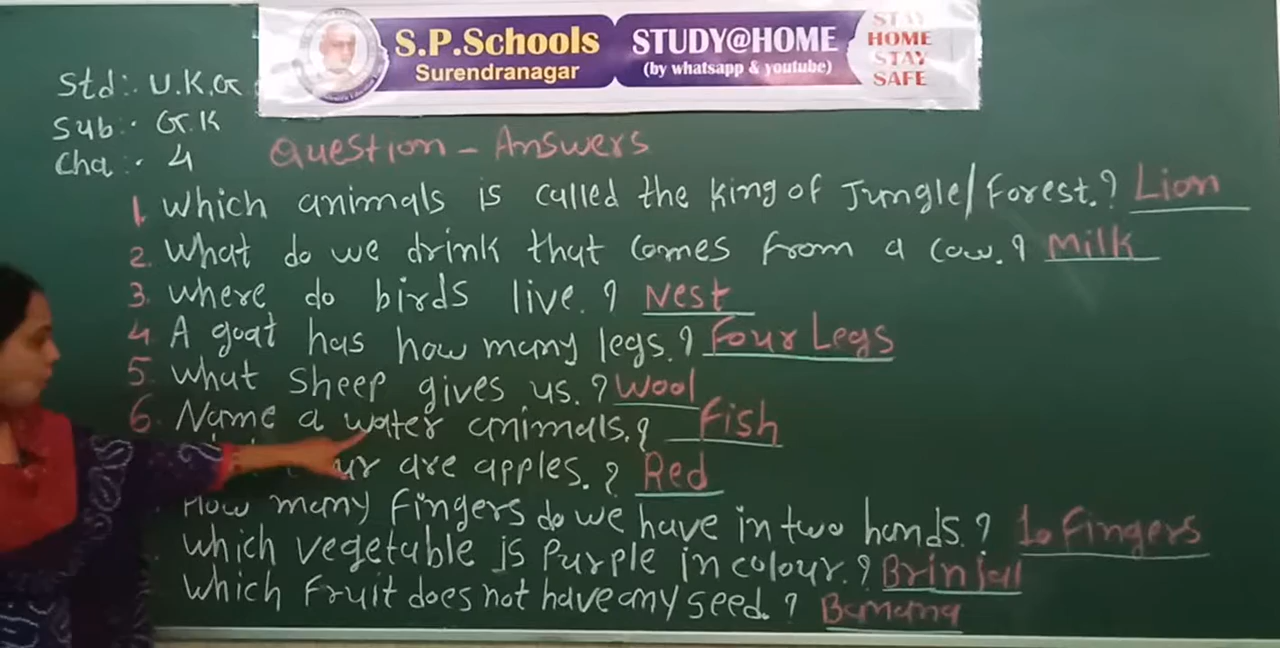 S.P.Schools
Surendranagar
STUDY@HOME
(by whatsapp & youtube)
STAY
HOME
STAY
SAFE
Std:- U.K.G
Sub:- G.K
Cha:- 4
Question - Answers
1. Which animals is called the king of Jungle/Forest.? Lion
2. What do we drink that comes from a cow.? Milk
3. Where do birds live.? Nest
4. A goat has how many legs.? Four Legs
5. What sheep gives us.? Wool
6. Name a water animals.? Fish
are apples.? Red
How many fingers do we have in two hands.? 10 Fingers
Which vegetable is Purple in colour.? Brinjal
Which Fruit does not have any seed.? Banana